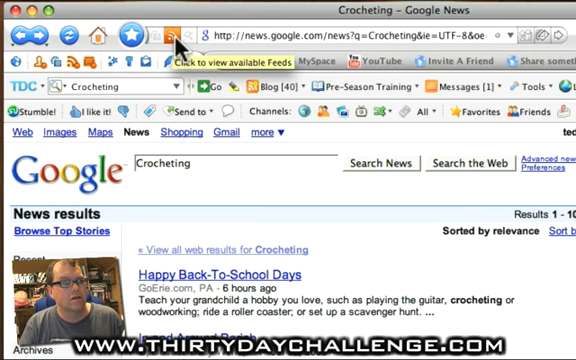 Crocheting - Google News
http://news.google.com/news?q=Crocheting&ie=UTF-8&oe
Click to view available Feeds
MySpace
YouTube
Invite A Friend
Share someth
TDC
Crocheting
Go
Blog [40]
Pre-Season Training
Messages [1]
Tools
Stumble!
I like it!
Send to
Channels:
All
Favorites
Friends
Web Images Maps News Shopping Gmail more
ted
Google
Crocheting
Search News
Search the Web
Advanced new
Preferences
News results
Results 1 - 10
Browse Top Stories
Sorted by relevance
Sort b
« View all web results for Crocheting
Happy Back-To-School Days
GoErie.com, PA - 6 hours ago
Teach your grandchild a hobby you love, such as playing the guitar, crocheting or
woodworking; ride a roller coaster; or set up a scavenger hunt. ...
WWW.THIRTYDAYCHALLENGE.COM
Archives